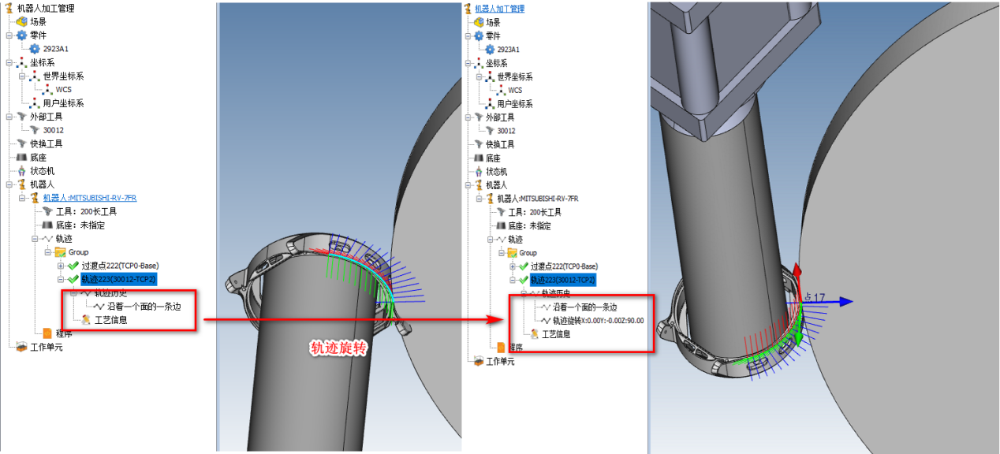 机器人加工管理
场景
零件
2923A1
坐标系
世界坐标系
WCS
用户坐标系
外部工具
30012
快换工具
底座
状态机
机器人
机器人:MITSUBISHI-RV-7FR
工具：200长工具
底座：未指定
轨迹
Group
过渡点222(TCP0-Base)
轨迹223(30012-TCP2)
轨迹历史
沿着一个面的一条边
工艺信息
程序
工作单元
轨迹旋转
机器人加工管理
场景
零件
2923A1
坐标系
世界坐标系
WCS
用户坐标系
外部工具
30012
快换工具
底座
状态机
机器人
机器人:MITSUBISHI-RV-7FR
工具：200长工具
底座：未指定
轨迹
Group
过渡点222(TCP0-Base)
轨迹223(30012-TCP2)
轨迹历史
沿着一个面的一条边
轨迹旋转X:0.00Y:-0.00Z:90.00
工艺信息
程序
工作单元
点17